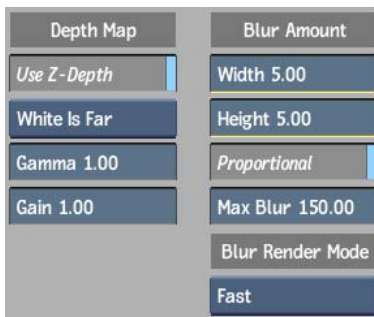 Depth Map
Use Z-Depth
White Is Far
Gamma 1.00
Gain 1.00
Blur Amount
Width 5.00
Height 5.00
Proportional
Max Blur 150.00
Blur Render Mode
Fast